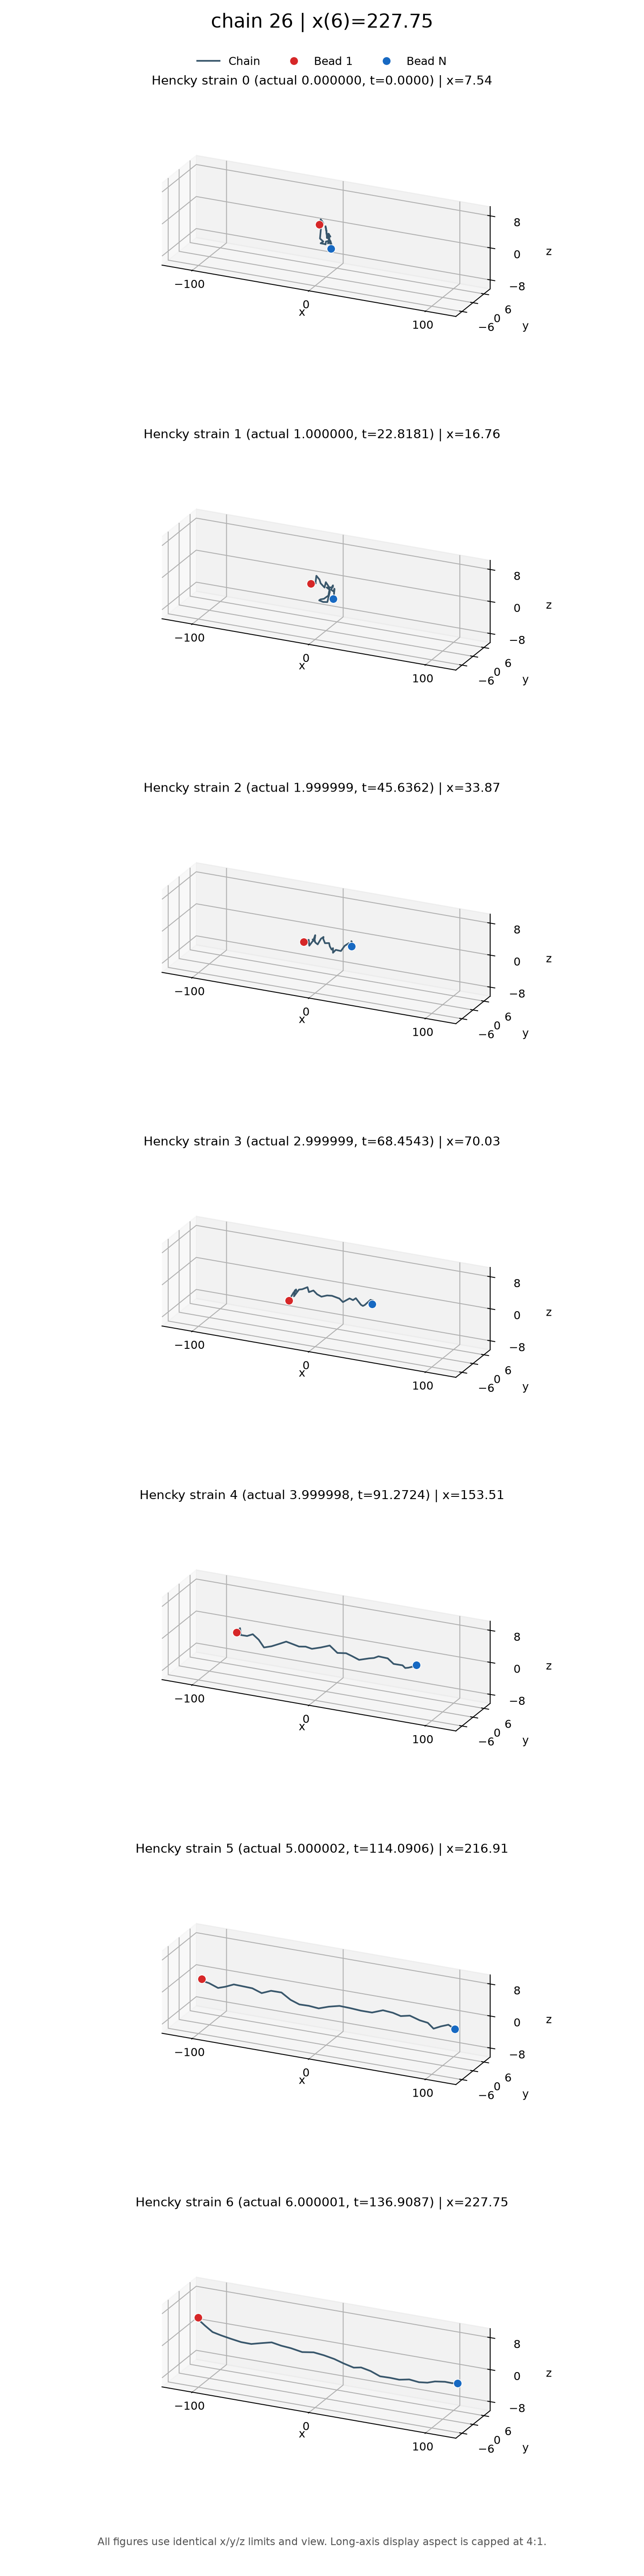 chain 26 | x(6)=227.75
Chain Bead 1 Bead N
Hencky strain 0 (actual 0.000000, t=0.0000) | x=7.54
8
0
−8
z
6
0
−6
y
−100
0
100
x
Hencky strain 1 (actual 1.000000, t=22.8181) | x=16.76
8
0
−8
z
6
0
−6
y
−100
0
100
x
Hencky strain 2 (actual 1.999999, t=45.6362) | x=33.87
8
0
−8
z
6
0
−6
y
−100
0
100
x
Hencky strain 3 (actual 2.999999, t=68.4543) | x=70.03
8
0
−8
z
6
0
−6
y
−100
0
100
x
Hencky strain 4 (actual 3.999998, t=91.2724) | x=153.51
8
0
−8
z
6
0
−6
y
−100
0
100
x
Hencky strain 5 (actual 5.000002, t=114.0906) | x=216.91
8
0
−8
z
6
0
−6
y
−100
0
100
x
Hencky strain 6 (actual 6.000001, t=136.9087) | x=227.75
8
0
−8
z
6
0
−6
y
−100
0
100
x
All figures use identical x/y/z limits and view. Long-axis display aspect is capped at 4:1.